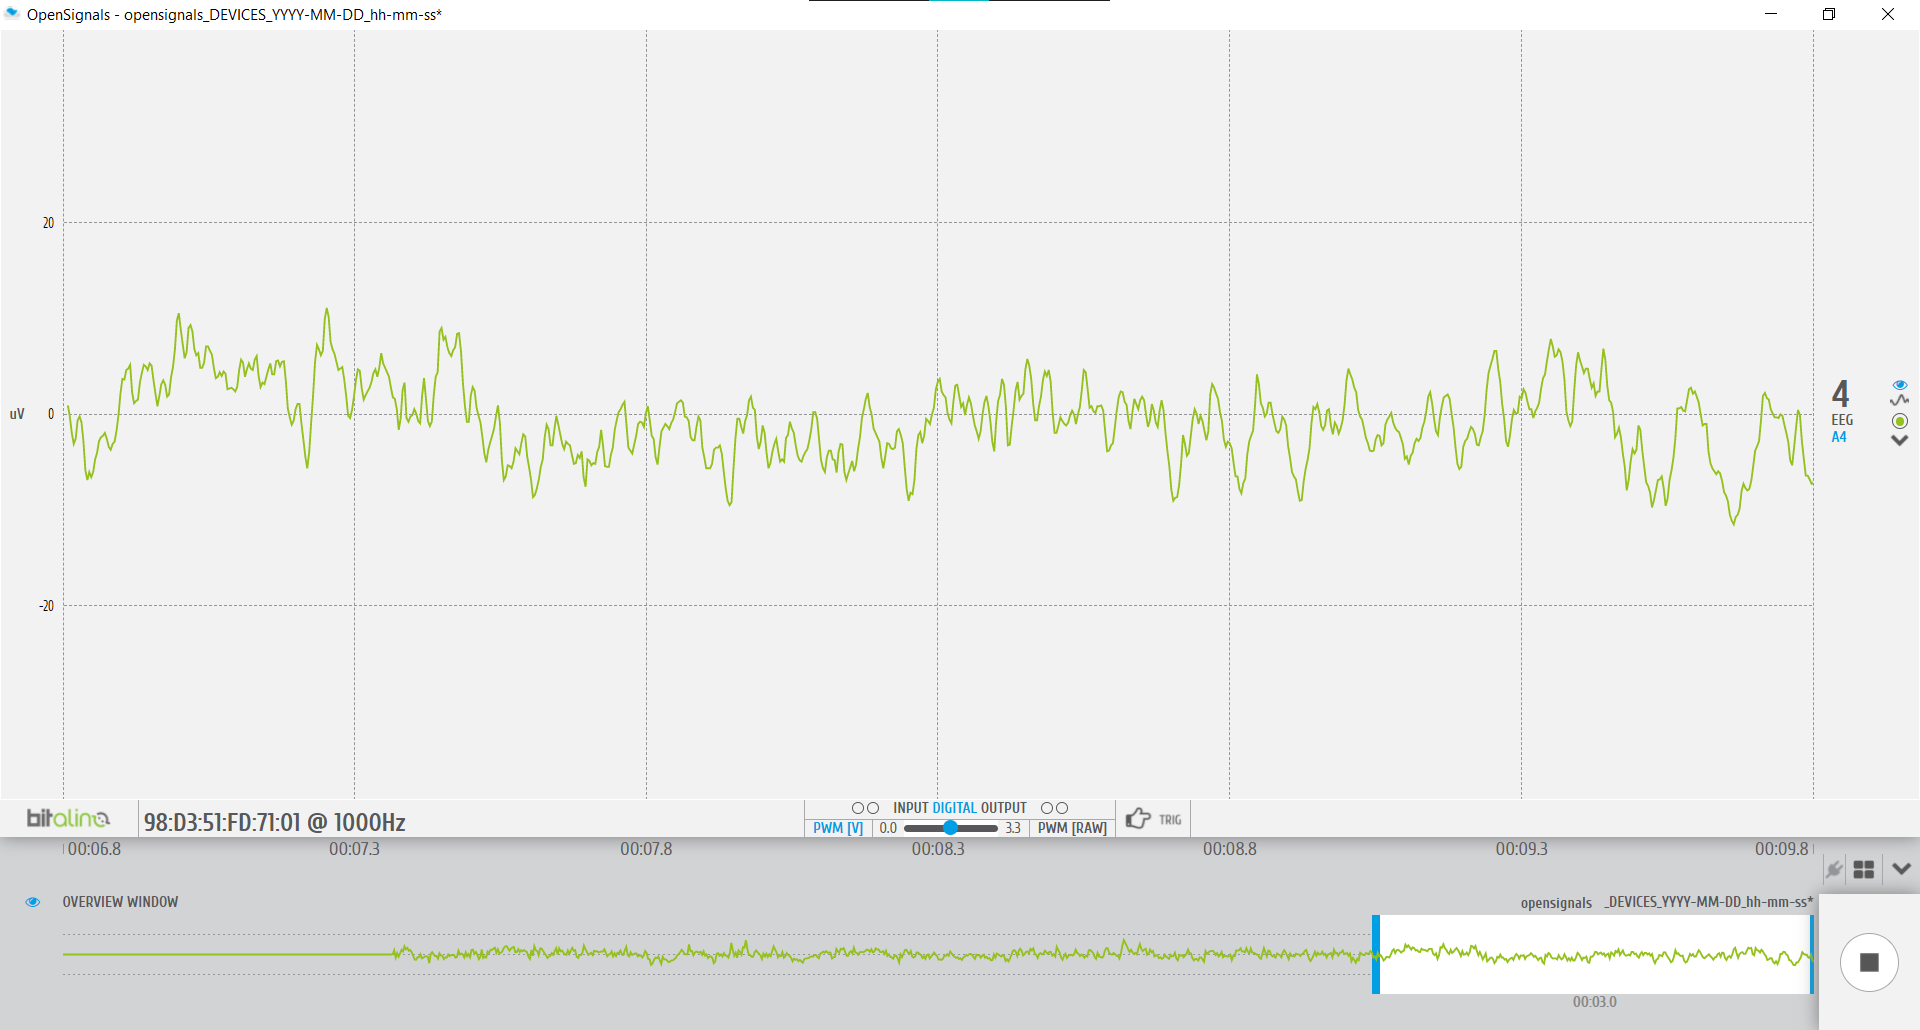 OpenSignals - opensignals_DEVICES_YYYY-MM-DD_hh-mm-ss*
20
uV 0
-20
4
EEG
A4
bitalino 98:D3:51:FD:71:01 @ 1000Hz
INPUT DIGITAL OUTPUT
PWM [V] 0.0 3.3 PWM [RAW]
TRIG
00:06.8 00:07.3 00:07.8 00:08.3 00:08.8 00:09.3 00:09.8
OVERVIEW WINDOW
opensignals _DEVICES_YYYY-MM-DD_hh-mm-ss*
00:03.0